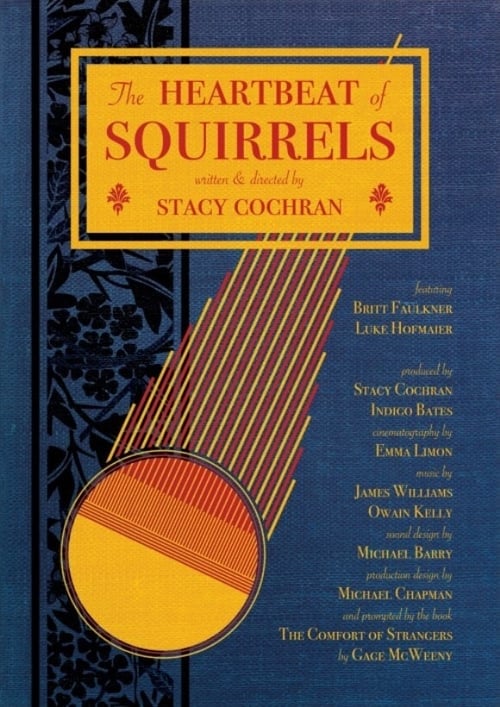 The HEARTBEAT of
SQUIRRELS
written & directed by
STACY COCHRAN
featuring
BRITT FAULKNER
LUKE HOFMAIER
produced by
STACY COCHRAN
INDIGO BATES
cinematography by
EMMA LIMON
music by
JAMES WILLIAMS
OWAIN KELLY
sound design by
MICHAEL BARRY
production design by
MICHAEL CHAPMAN
and prompted by the book
THE COMFORT OF STRANGERS
by GAGE MCWEENY